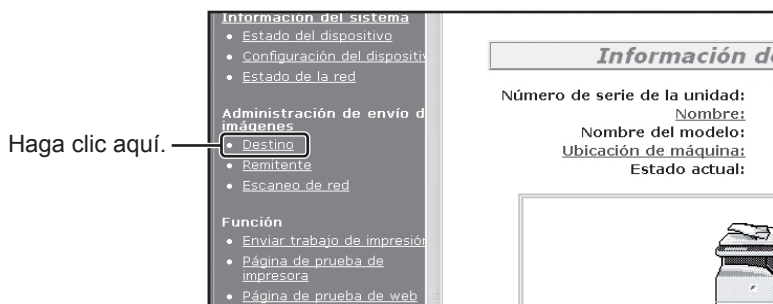 Haga clic aquí.
Información del sistema
Estado del dispositivo
Configuración del
Estado de la red
Administración de envío
imágenes
Destino
Remitente
Escaneo de red
Función
Enviar trabajo de
Página de prueba de
impresora
Página de prueba de web
Información
Número de serie de la unidad:
Nombre:
Nombre del modelo:
Ubicación de máquina:
Estado actual: